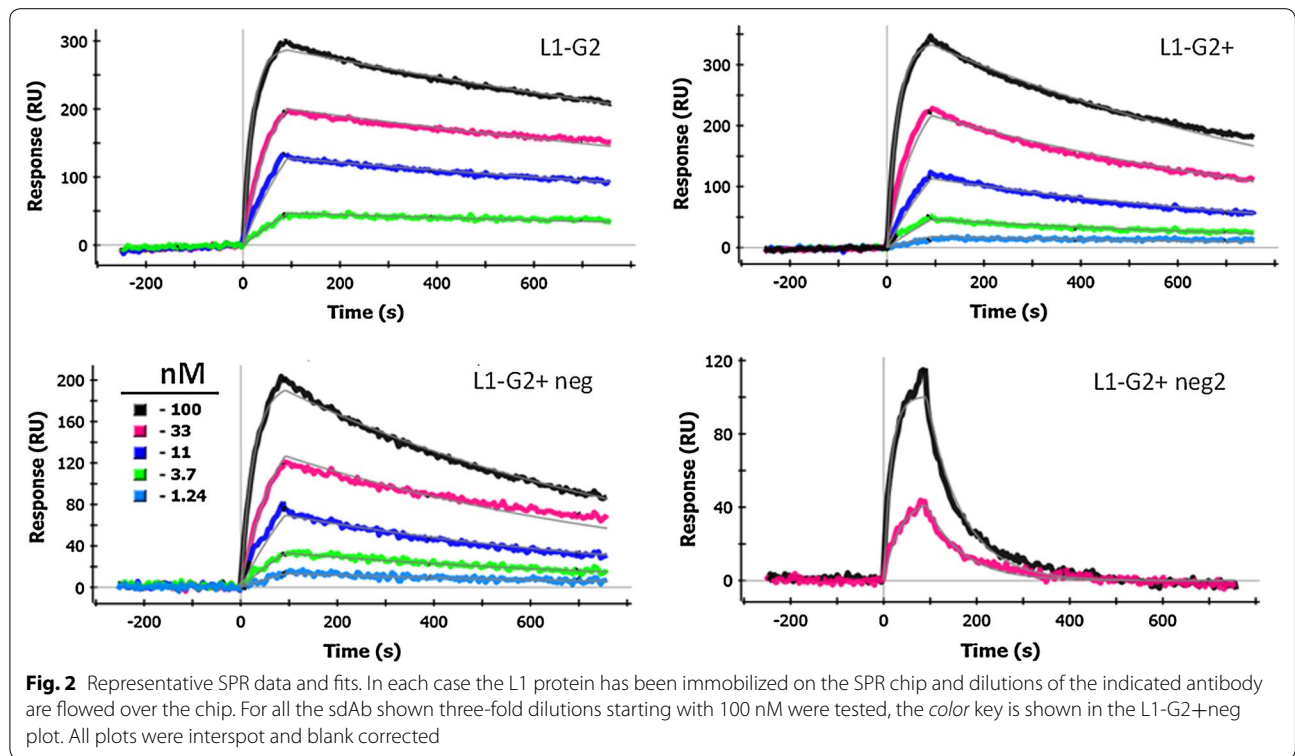 L1-G2
Response (RU)
300
200
100
0
-200
0
200
400
600
Time (s)
L1-G2+
Response (RU)
300
200
100
0
-200
0
200
400
600
Time (s)
L1-G2+ neg
nM
- 100
- 33
- 11
- 3.7
- 1.24
Response (RU)
200
160
120
80
40
0
-200
0
200
400
600
Time (s)
L1-G2+ neg2
Response (RU)
120
80
40
0
-200
0
200
400
600
Time (s)
Fig. 2 Representative SPR data and fits. In each case the L1 protein has been immobilized on the SPR chip and dilutions of the indicated antibody
are flowed over the chip. For all the sdAb shown three-fold dilutions starting with 100 nM were tested, the color key is shown in the L1-G2+neg
plot. All plots were interspot and blank corrected